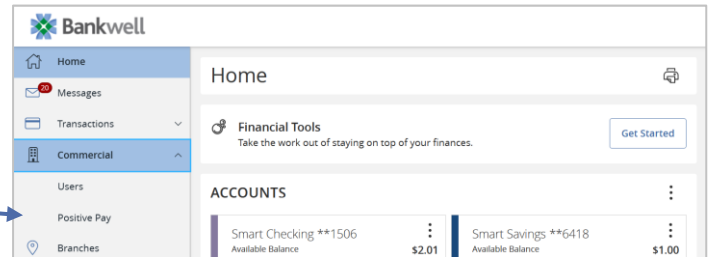 Bankwell
Home
20
Messages
Transactions
Commercial
Users
Positive Pay
Branches
Home
Financial Tools
Take the work out of staying on top of your finances.
Get Started
ACCOUNTS
Smart Checking **1506
Available Balance
$2.01
Smart Savings **6418
Available Balance
$1.00